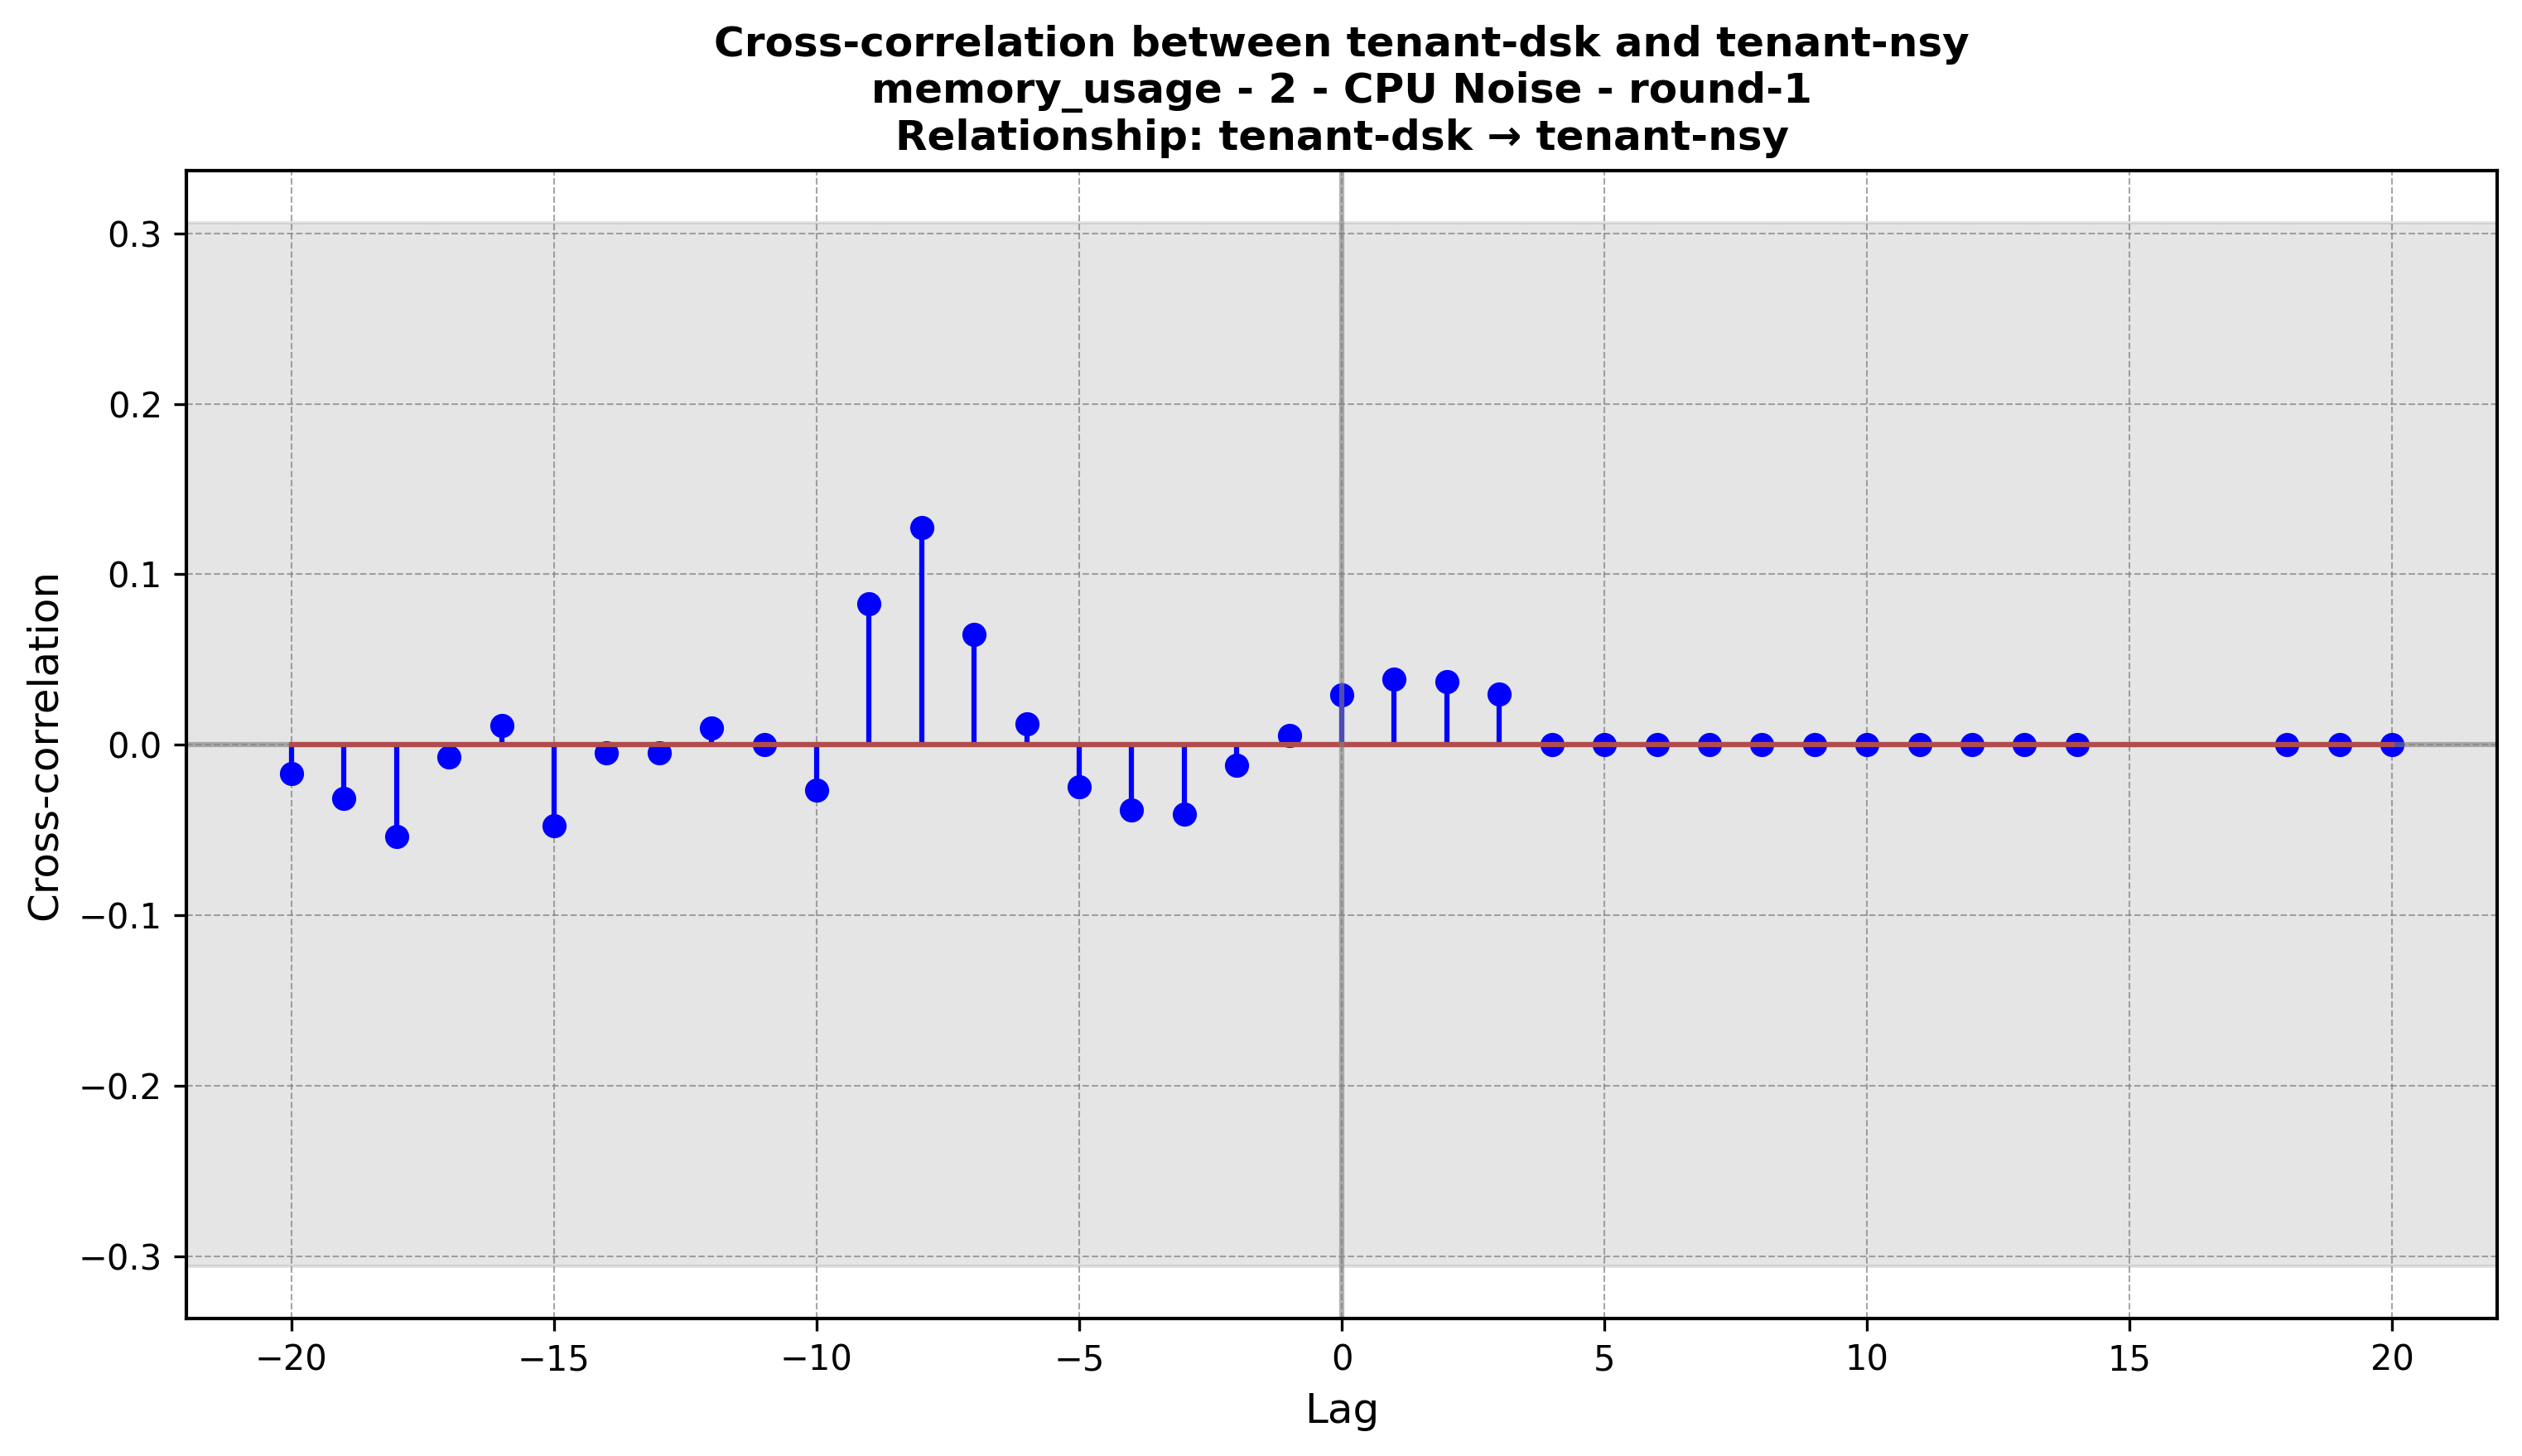 Cross-correlation between tenant-dsk and tenant-nsy
memory_usage - 2 - CPU Noise - round-1
Relationship: tenant-dsk → tenant-nsy
Cross-correlation
0.3
0.2
0.1
0.0
−0.1
−0.2
−0.3
−20 −15 −10 −5 0 5 10 15 20
Lag